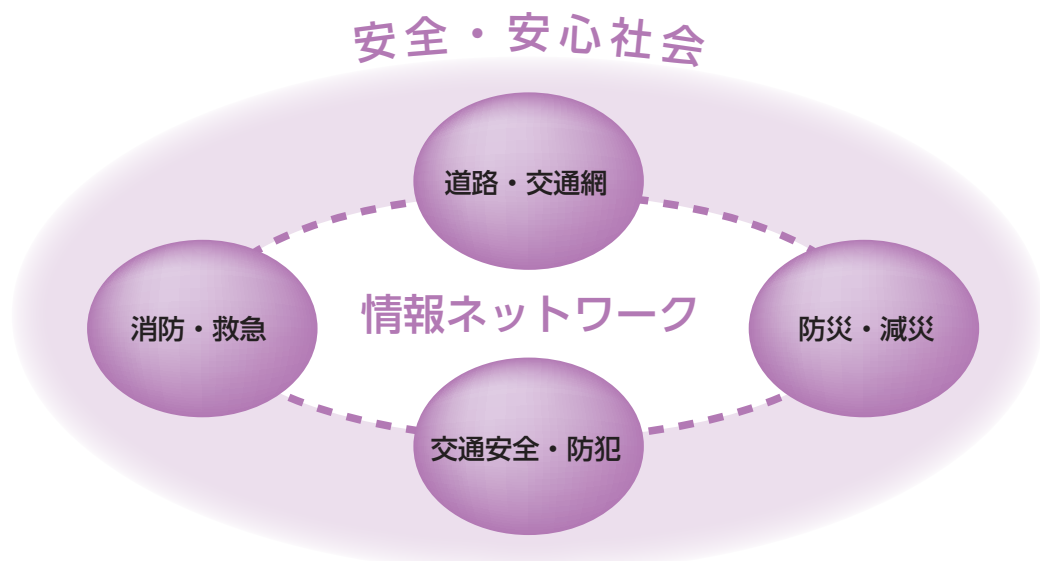 安全・安心社会
道路・交通網
消防・救急
情報ネットワーク
防災・減災
交通安全・防犯